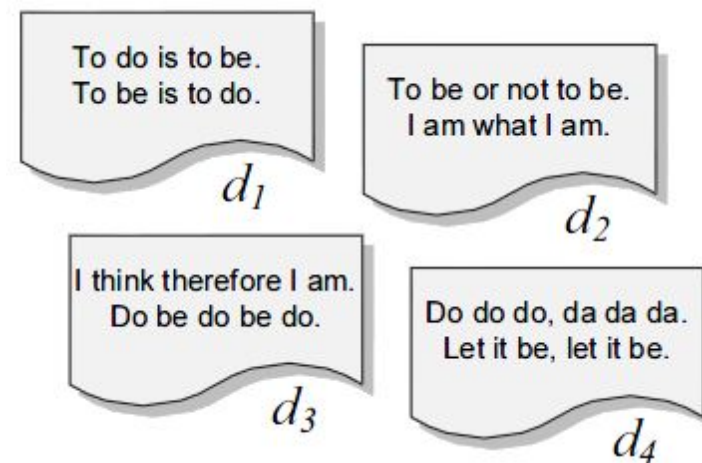 To do is to be.
To be is to do.
d1
To be or not to be.
I am what I am.
d2
I think therefore I am.
Do be do be do.
d3
Do do do, da da da.
Let it be, let it be.
d4